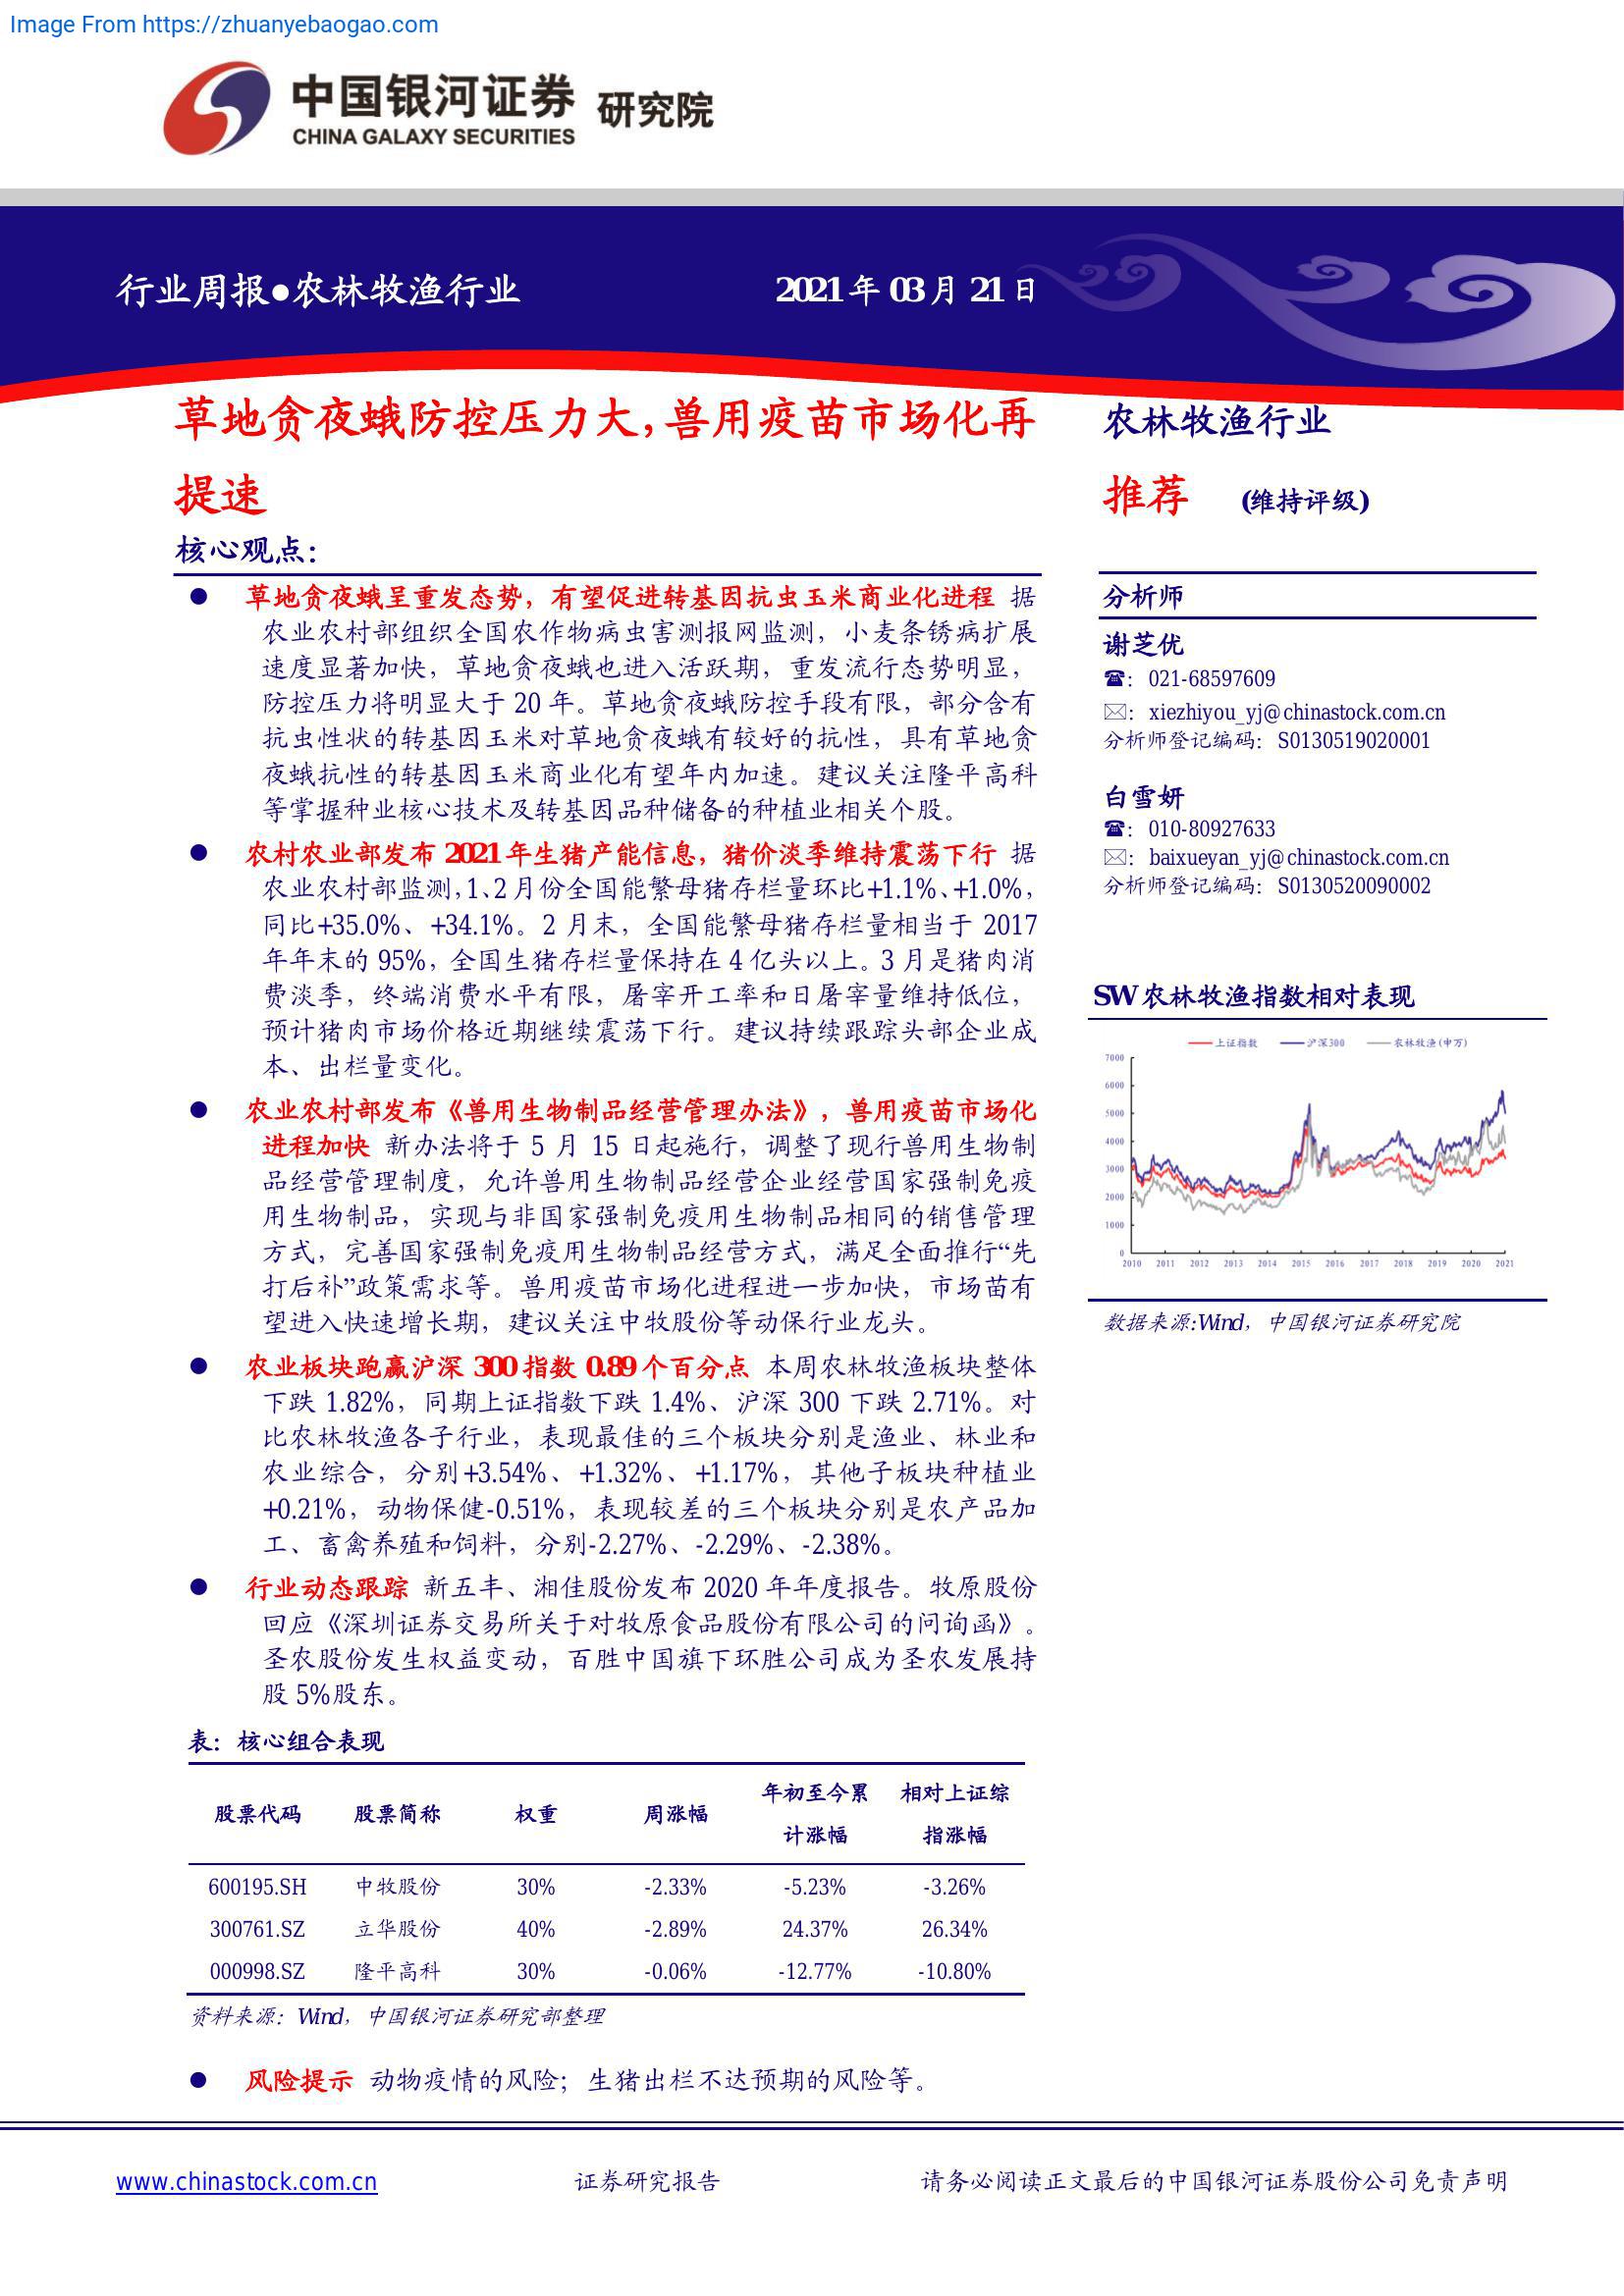 Image From https://zhuanyebaogao.com
中国银河证券 研究院
CHINA GALAXY SECURITIES
行业周报●农林牧渔行业
2021 年 03 月 21 日
草地贪夜蛾防控压力大，兽用疫苗市场化再
提速
核心观点：
● 草地贪夜蛾呈重发态势，有望促进转基因抗虫玉米商业化进程 据
农业农村部组织全国农作物病虫害测报网监测，小麦条锈病扩展
速度显著加快，草地贪夜蛾也进入活跃期，重发流行态势明显，
防控压力将明显大于 20 年。草地贪夜蛾防控手段有限，部分含有
抗虫性状的转基因玉米对草地贪夜蛾有较好的抗性，具有草地贪
夜蛾抗性的转基因玉米商业化有望年内加速。建议关注隆平高科
等掌握种业核心技术及转基因品种储备的种植业相关个股。
● 农村农业部发布 2021 年生猪产能信息，猪价淡季维持震荡下行 据
农业农村部监测，1、2 月份全国能繁母猪存栏量环比+1.1%、+1.0%，
同比+35.0%、+34.1%。2 月末，全国能繁母猪存栏量相当于 2017
年年末的 95%，全国生猪存栏量保持在 4 亿头以上。3 月是猪肉消
费淡季，终端消费水平有限，屠宰开工率和日屠宰量维持低位，
预计猪肉市场价格近期继续震荡下行。建议持续跟踪头部企业成
本、出栏量变化。
● 农业农村部发布《兽用生物制品经营管理办法》，兽用疫苗市场化
进程加快 新办法将于 5 月 15 日起施行，调整了现行兽用生物制
品经营管理制度，允许兽用生物制品经营企业经营国家强制免疫
用生物制品，实现与非国家强制免疫用生物制品相同的销售管理
方式，完善国家强制免疫用生物制品经营方式，满足全面推行“先
打后补”政策需求等。兽用疫苗市场化进程进一步加快，市场苗有
望进入快速增长期，建议关注中牧股份等动保行业龙头。
● 农业板块跑赢沪深 300 指数 0.89 个百分点 本周农林牧渔板块整体
下跌 1.82%，同期上证指数下跌 1.4%、沪深 300 下跌 2.71%。对
比农林牧渔各子行业，表现最佳的三个板块分别是渔业、林业和
农业综合，分别+3.54%、+1.32%、+1.17%，其他子板块种植业
+0.21%，动物保健-0.51%，表现较差的三个板块分别是农产品加
工、畜禽养殖和饲料，分别-2.27%、-2.29%、-2.38%。
● 行业动态跟踪 新五丰、湘佳股份发布 2020 年年度报告。牧原股份
回应《深圳证券交易所关于对牧原食品股份有限公司的问询函》。
圣农股份发生权益变动，百胜中国旗下环胜公司成为圣农发展持
股 5%股东。
表：核心组合表现
股票代码 股票简称 权重 周涨幅 年初至今累计涨幅 相对上证综指涨幅
600195.SH 中牧股份 30% -2.33% -5.23% -3.26%
300761.SZ 立华股份 40% -2.89% 24.37% 26.34%
000998.SZ 隆平高科 30% -0.06% -12.77% -10.80%
资料来源：Wind，中国银河证券研究部整理
● 风险提示 动物疫情的风险；生猪出栏不达预期的风险等。
农林牧渔行业
推荐 (维持评级)
分析师
谢芝优
☎：021-68597609
✉：xiezhiyou_yj@chinastock.com.cn
分析师登记编码：S0130519020001
白雪妍
☎：010-80927633
✉：baixueyan_yj@chinastock.com.cn
分析师登记编码：S0130520090002
SW 农林牧渔指数相对表现
上证指数 沪深300 农林牧渔(申万)
7000
6000
5000
4000
3000
2000
1000
0
2010 2011 2012 2013 2014 2015 2016 2017 2018 2019 2020 2021
数据来源:Wind，中国银河证券研究院
www.chinastock.com.cn 证券研究报告 请务必阅读正文最后的中国银河证券股份公司免责声明